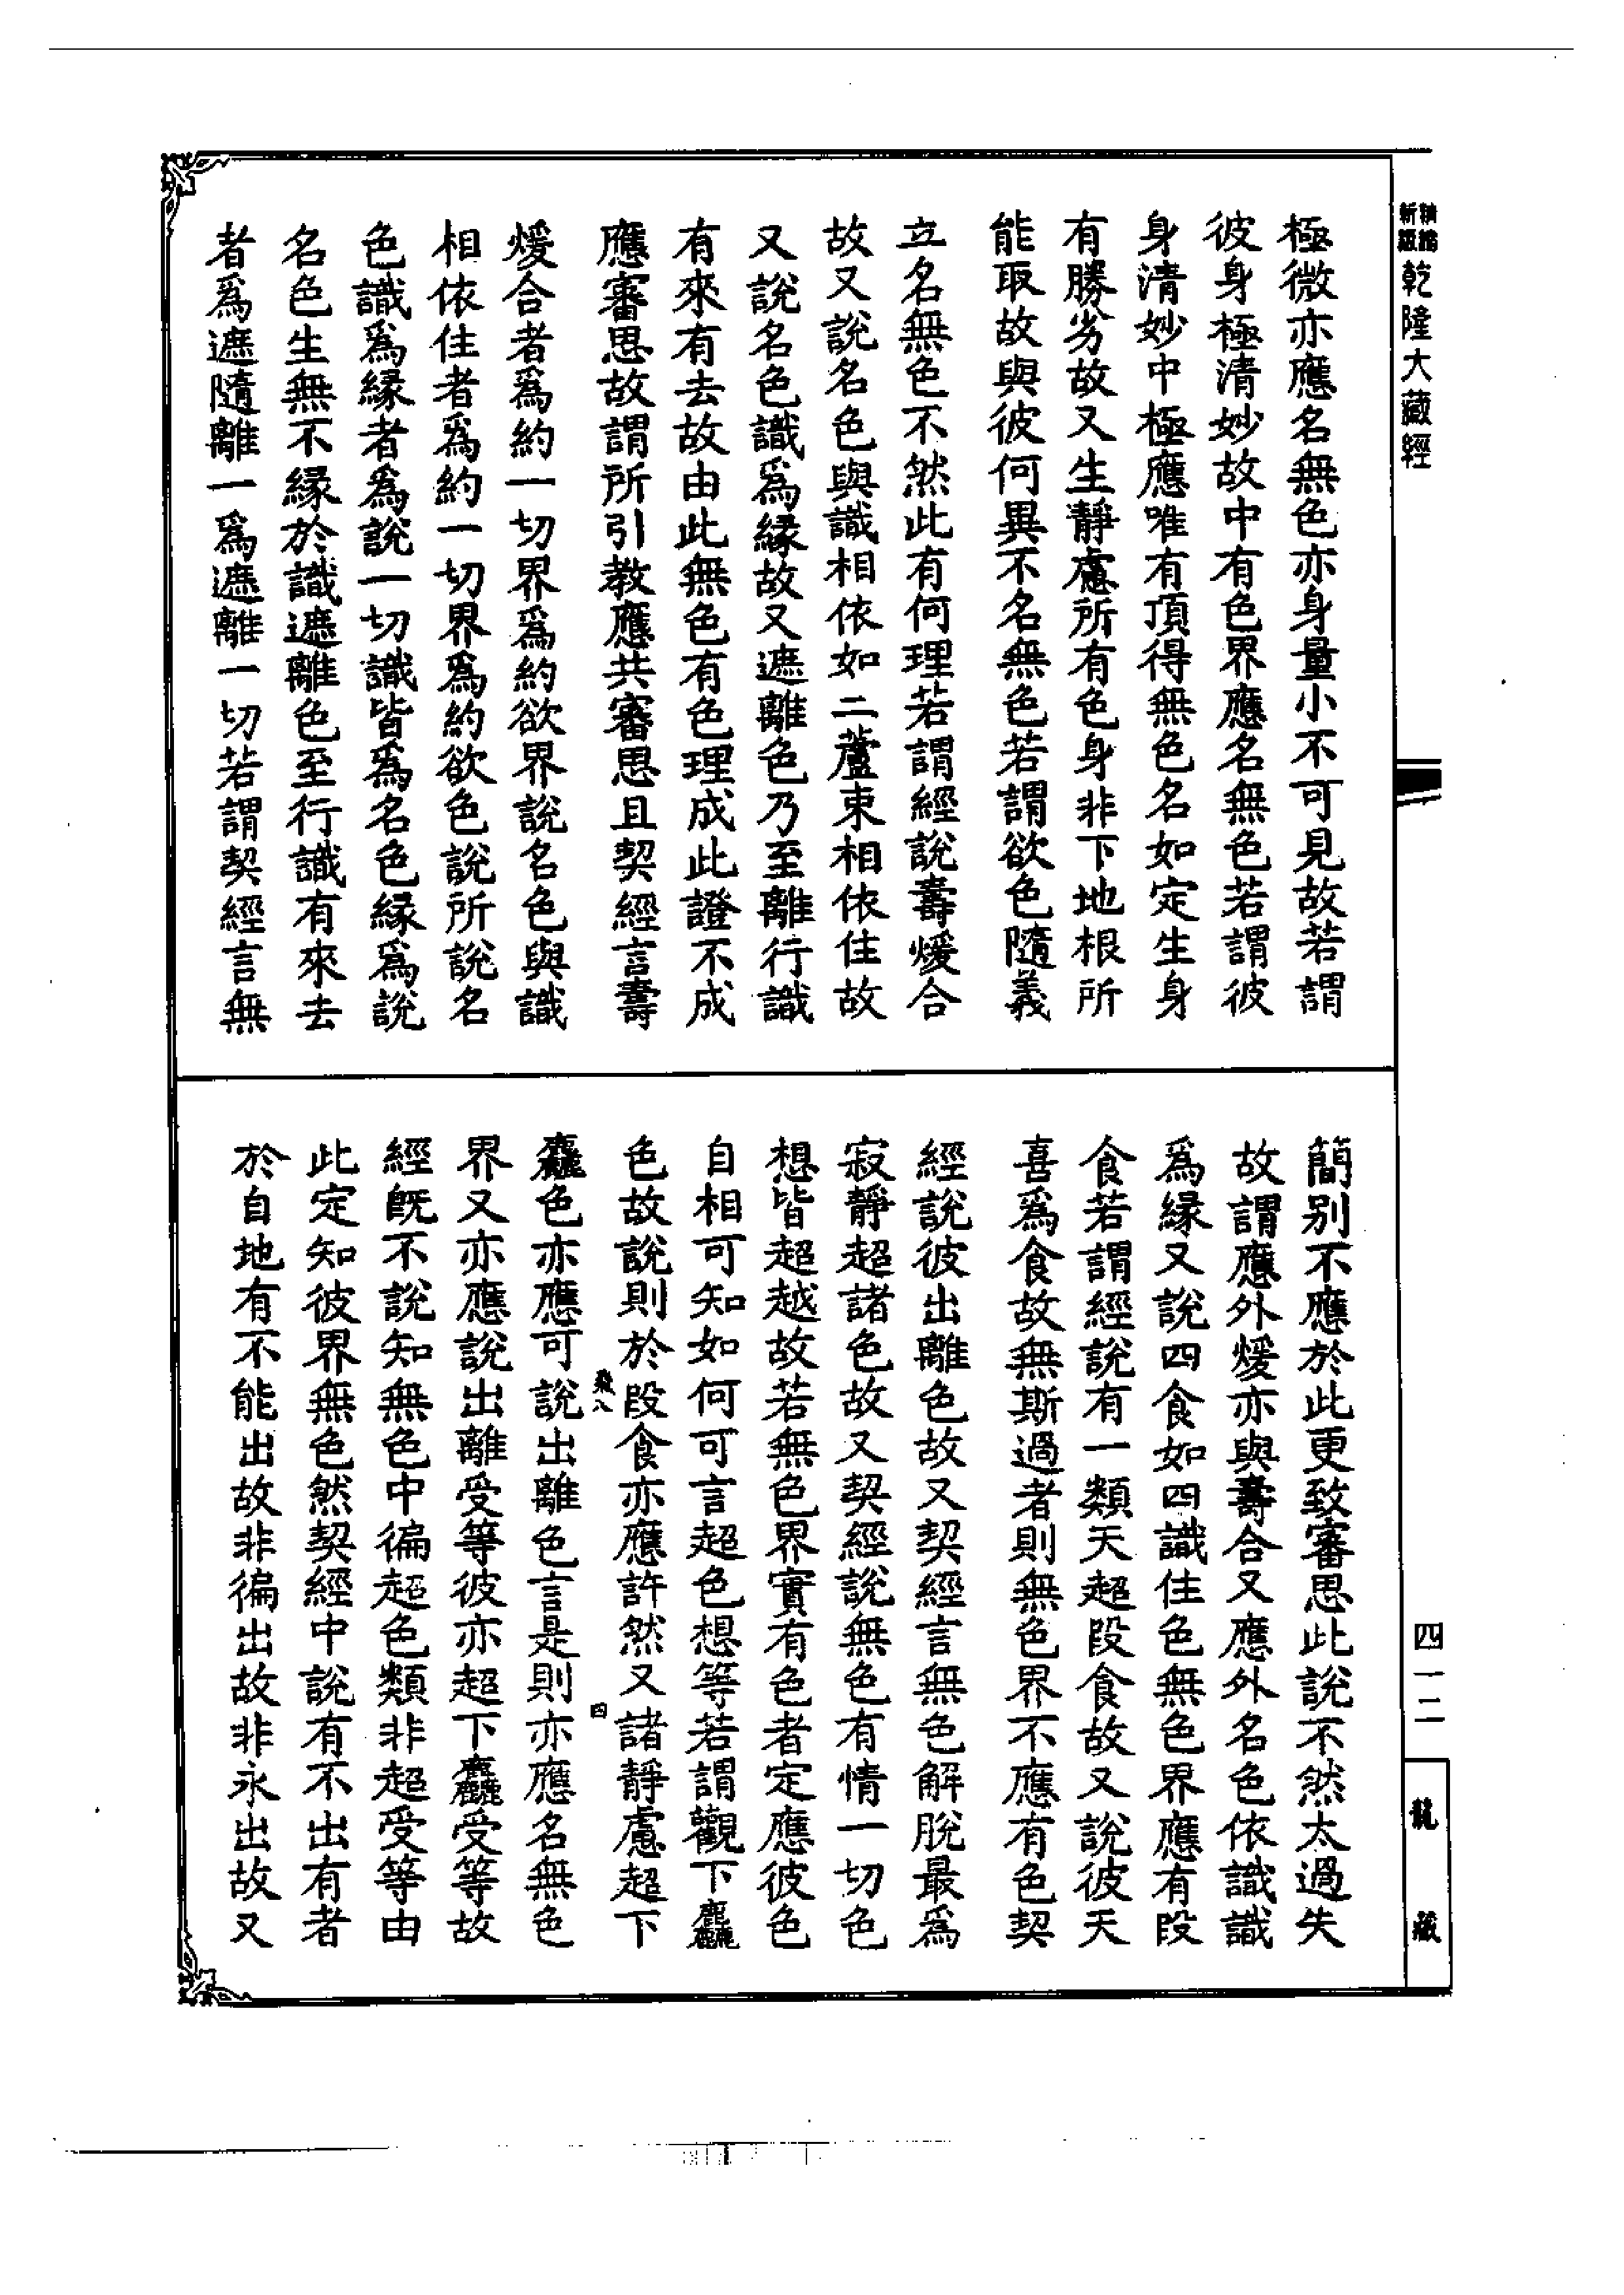 新編縮本乾隆大藏經
極微亦應名無色亦身量小不可見故若謂
彼身極清妙故中有色界應名無色若謂彼
身清妙中極應唯有頂得無色名如定生身
有勝劣故又生靜慮所有色身非下地根所
能取故與彼何異不名無色若謂欲色隨義
立名無色不然此有何理若謂經說壽煖合
故又說名色與識相依如二蘆束相依住故
又說名色識爲緣故又遮離色乃至離行識
有來有去故由此無色有色理成此證不成
應審思故謂所引教應共審思且契經言壽
煖合者爲約一切界爲約欲界說名色與識
相依住者爲約一切界爲約欲色說所說名
色識爲緣者爲說一切識皆爲名色緣爲說
名色生無不緣於識遮離色至行識有來去
者爲遮隨離一爲遮離一切若謂契經言無
簡別不應於此更致審思此說不然太過失
故謂應外煖亦與壽合又應外名色依識識
爲緣又說四食如四識住色無色界應有段
食若謂經說有一類天超段食故又說彼天
喜爲食故無斯過者則無色界不應有色契
經說彼出離色故又契經言無色解脫最爲
寂靜超諸色故又契經說無色有情一切色
想皆超越故若無色界實有色者定應彼色
自相可知如何可言超色想等若謂觀下麤
色故說則於段食亦應許然又諸靜慮超下
麤色亦應可說出離色言是則亦應名無色
界又亦應說出離受等彼亦超下麤受等故
經既不說知無色中徧超色類非超受等由
此定知彼界無色然契經中說有不出有者
於自地有不能出故非徧出故非永出故又
四一二
龍藏